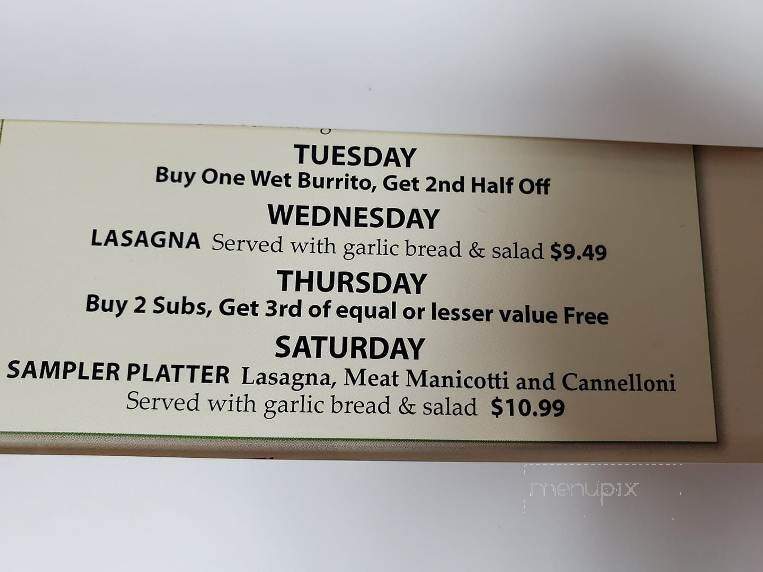 TUESDAY
Buy One Wet Burrito, Get 2nd Half Off
WEDNESDAY
LASAGNA Served with garlic bread & salad $9.49
THURSDAY
Buy 2 Subs, Get 3rd of equal or lesser value Free
SATURDAY
SAMPLER PLATTER Lasagna, Meat Manicotti and Cannelloni
Served with garlic bread & salad $10.99
menupix